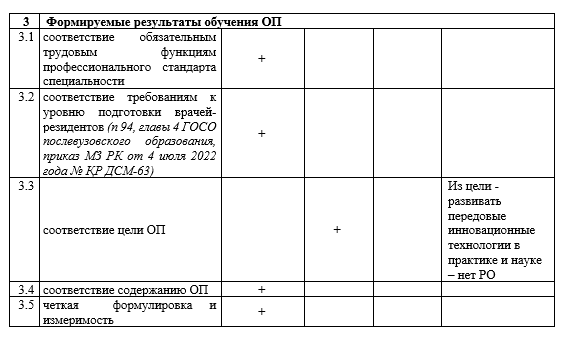 3 Формируемые результаты обучения ОП
3.1 соответствие обязательным
трудовым функциям
профессионального стандарта
специальности
+
3.2 соответствие требованиям к
уровню подготовки врачей-
резидентов (п 94, главы 4 ГОСО
послевузовского образования,
приказ МЗ РК от 4 июля 2022
года № ҚР ДСМ-63)
+
3.3
соответствие цели ОП
+
Из цели -
развивать
передовые
инновационные
технологии в
практике и науке
– нет РО
3.4 соответствие содержанию ОП +
3.5 четкая формулировка и
измеримость
+